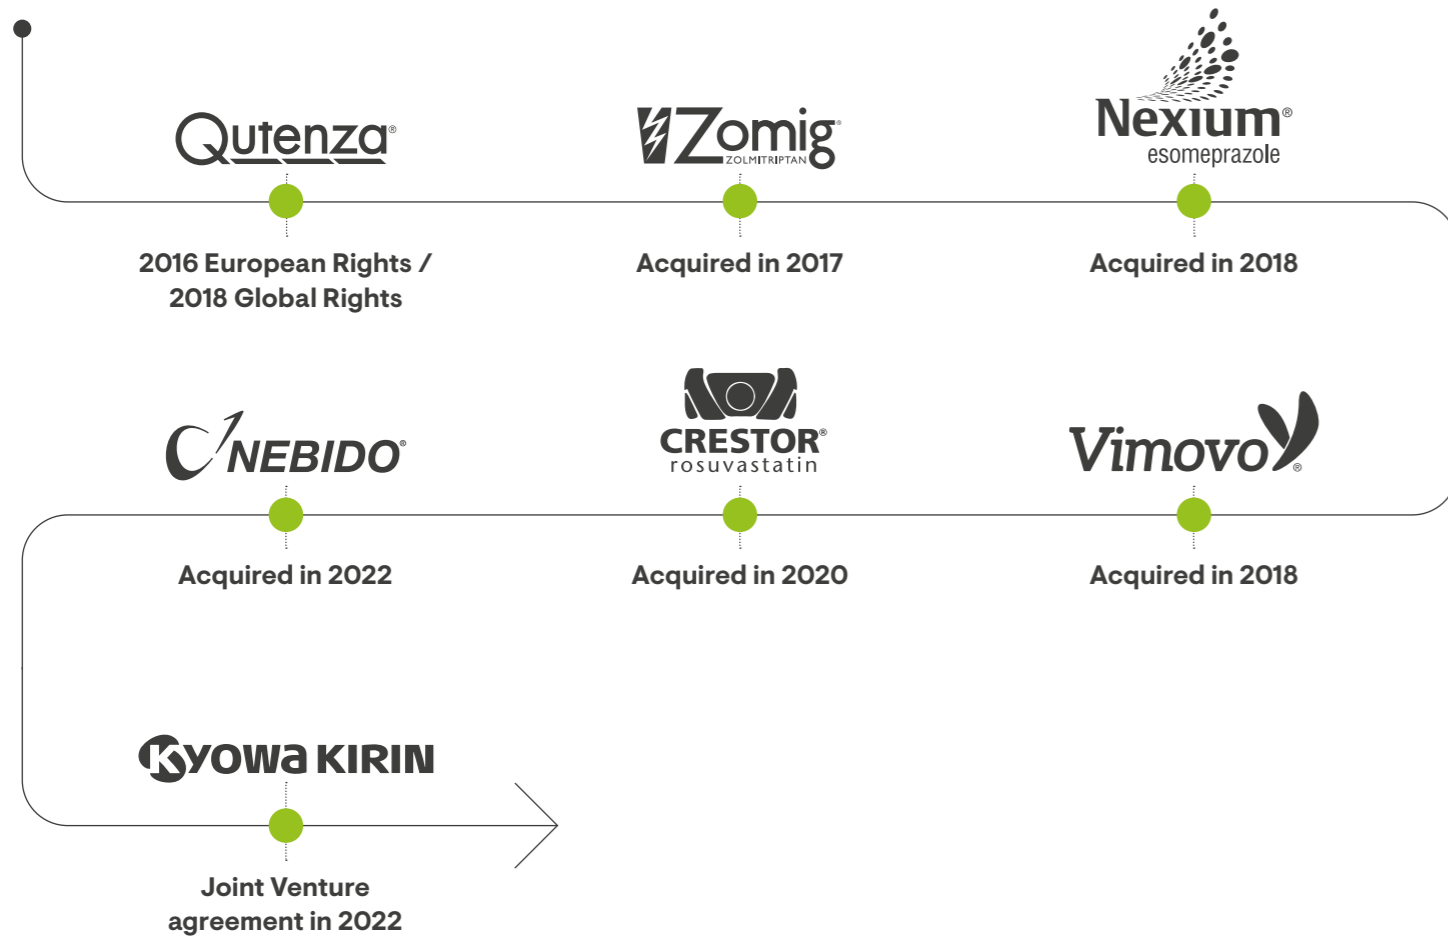 Qutenza®
2016 European Rights /
2018 Global Rights
Zomig®
ZOLMITRIPTAN
Acquired in 2017
Nexium®
esomeprazole
Acquired in 2018
Vimovo®
Acquired in 2018
CRESTOR®
rosuvastatin
Acquired in 2020
NEBIDO®
Acquired in 2022
KYOWA KIRIN
Joint Venture
agreement in 2022